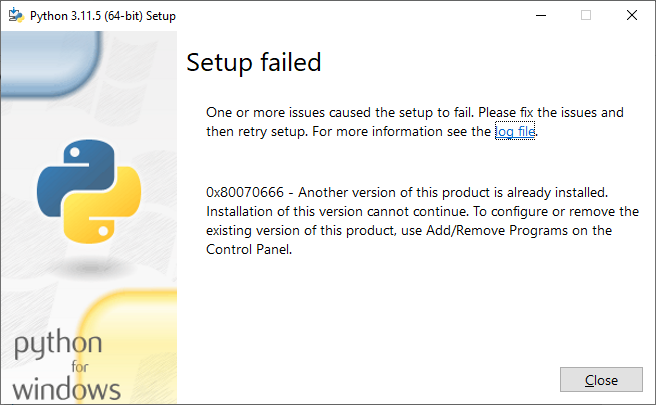 Python 3.11.5 (64-bit) Setup
Setup failed
One or more issues caused the setup to fail. Please fix the issues and
then retry setup. For more information see the log file.
0x80070666 - Another version of this product is already installed.
Installation of this version cannot continue. To configure or remove the
existing version of this product, use Add/Remove Programs on the
Control Panel.
python
for
windows
Close